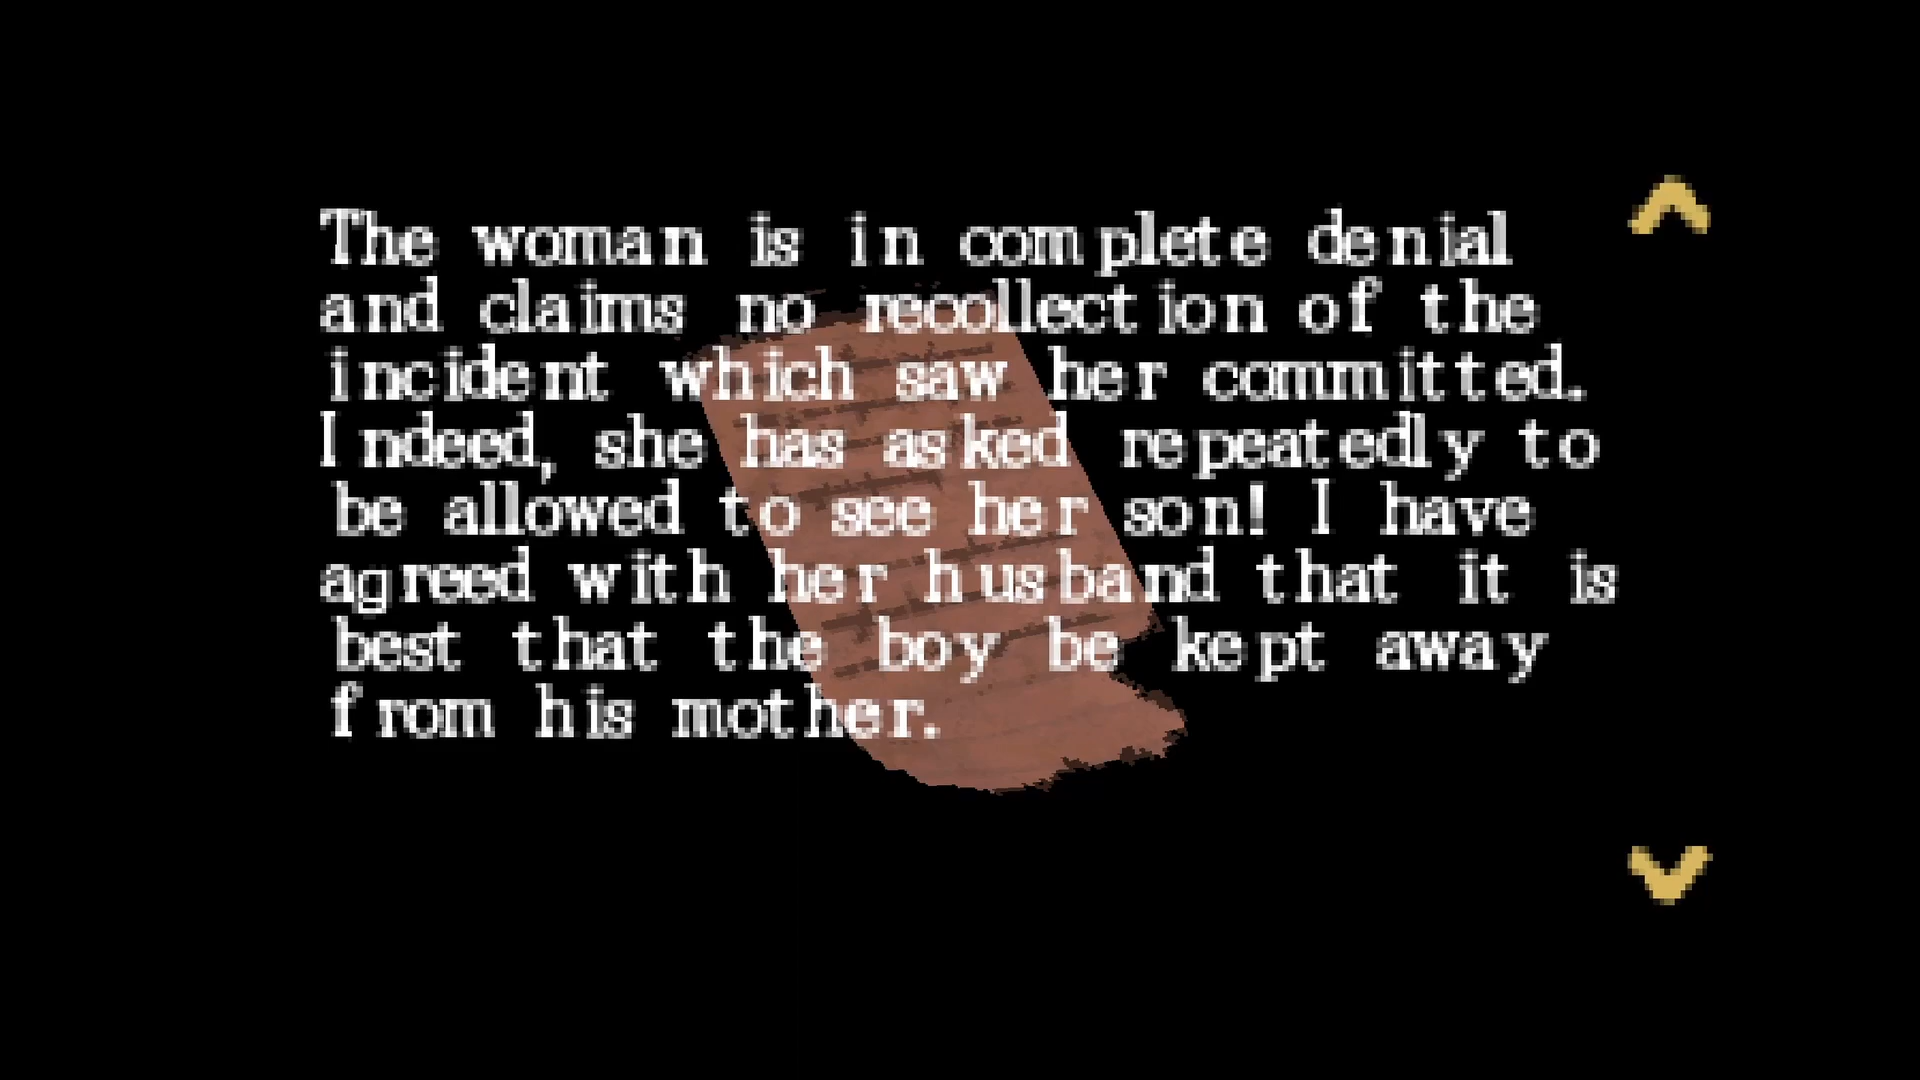 The woman is in complete denial
and claims no recollection of the
incident which saw her committed.
Indeed, she has asked repeatedly to
be allowed to see her son! I have
agreed with her husband that it is
best that the boy be kept away
from his mother.